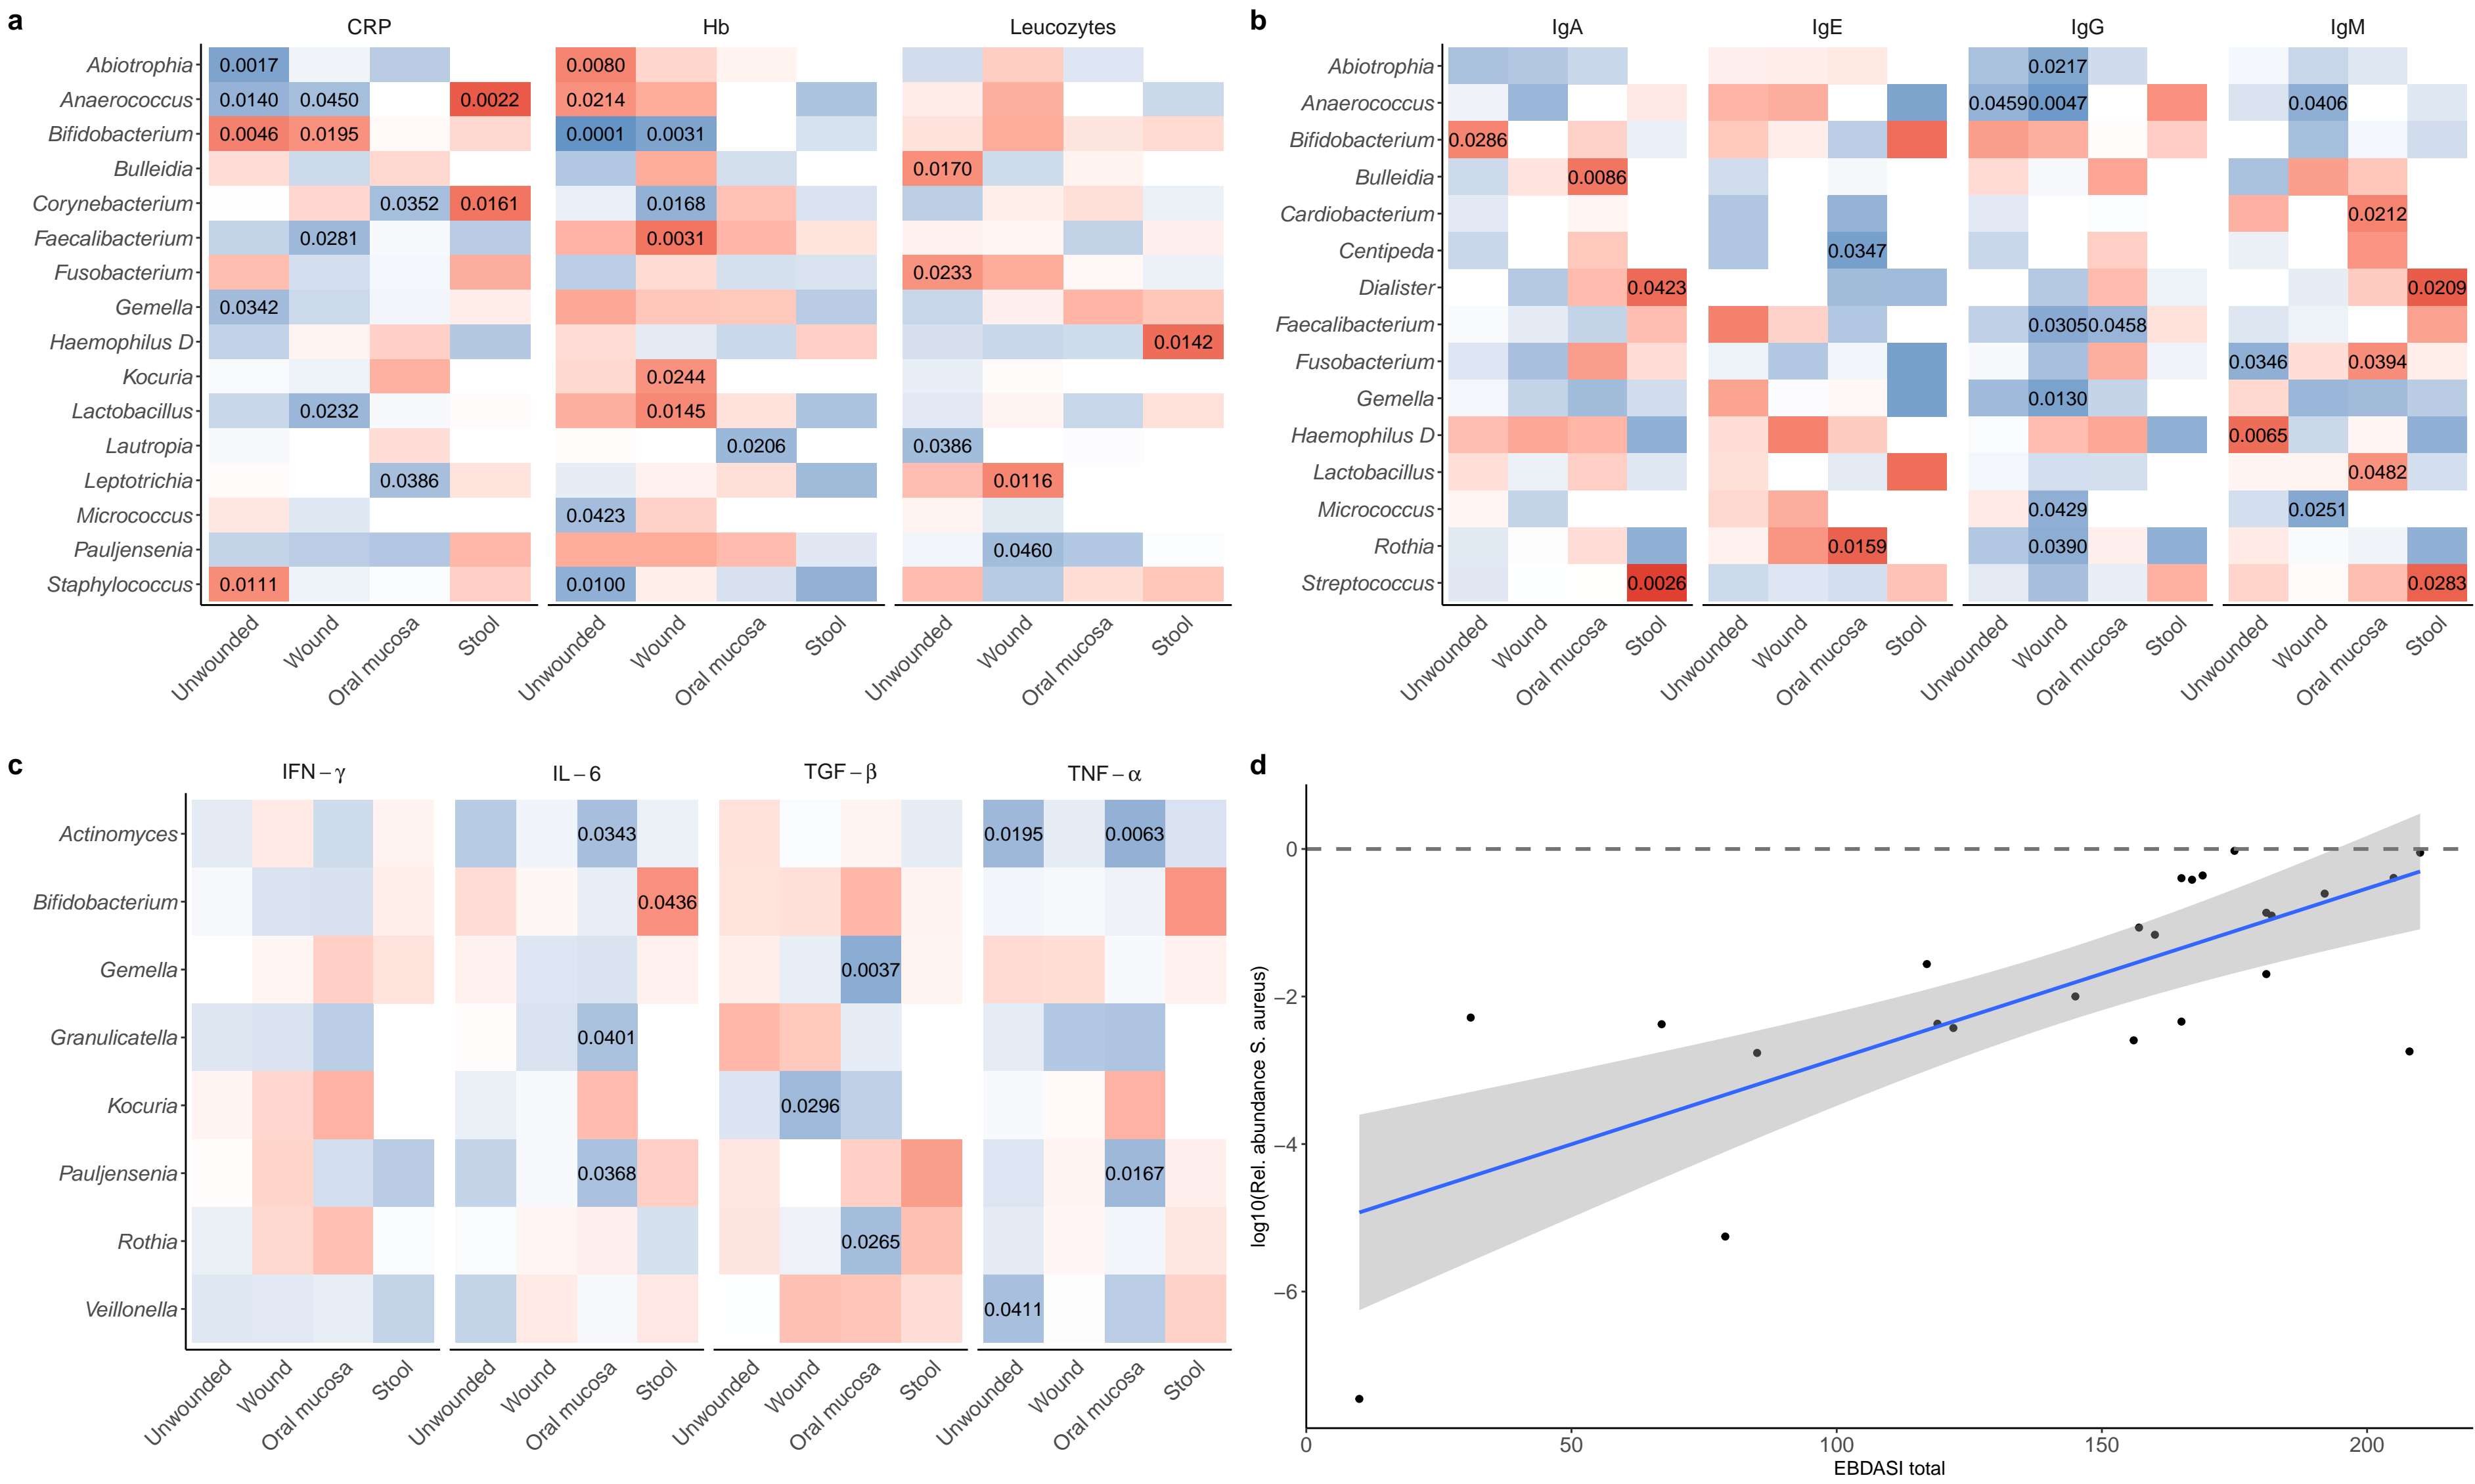 a
CRP Hb Leucozytes
Abiotrophia 0.0017 0.0080
Anaerococcus 0.0140 0.0450 0.0022 0.0214
Bifidobacterium 0.0046 0.0195 0.0001 0.0031
Bulleidia 0.0170
Corynebacterium 0.0352 0.0161 0.0168
Faecalibacterium 0.0281 0.0031
Fusobacterium 0.0233
Gemella 0.0342
Haemophilus D 0.0142
Kocuria 0.0244
Lactobacillus 0.0232 0.0145
Lautropia 0.0206 0.0386
Leptotrichia 0.0386 0.0116
Micrococcus 0.0423
Pauljensenia 0.0460
Staphylococcus 0.0111 0.0100
Unwounded Wound Oral mucosa Stool Unwounded Wound Oral mucosa Stool Unwounded Wound Oral mucosa Stool
b
IgA IgE IgG IgM
Abiotrophia 0.0217
Anaerococcus 0.0459 0.0047 0.0406
Bifidobacterium 0.0286
Bulleidia 0.0086
Cardiobacterium 0.0212
Centipeda 0.0347
Dialister 0.0423 0.0209
Faecalibacterium 0.0305 0.0458
Fusobacterium 0.0346 0.0394
Gemella 0.0130
Haemophilus D 0.0065
Lactobacillus 0.0482
Micrococcus 0.0429 0.0251
Rothia 0.0159 0.0390
Streptococcus 0.0026 0.0283
Unwounded Wound Oral mucosa Stool Unwounded Wound Oral mucosa Stool Unwounded Wound Oral mucosa Stool Unwounded Wound Oral mucosa Stool
c
IFN – γ IL – 6 TGF – β TNF – α
Actinomyces 0.0343 0.0195 0.0063
Bifidobacterium 0.0436
Gemella 0.0037
Granulicatella 0.0401
Kocuria 0.0296
Pauljensenia 0.0368 0.0167
Rothia 0.0265
Veillonella 0.0411
Unwounded Wound Oral mucosa Stool Unwounded Wound Oral mucosa Stool Unwounded Wound Oral mucosa Stool Unwounded Wound Oral mucosa Stool
d
log10(Rel. abundance S. aureus)
0
−2
−4
−6
0 50 100 150 200
EBDASI total